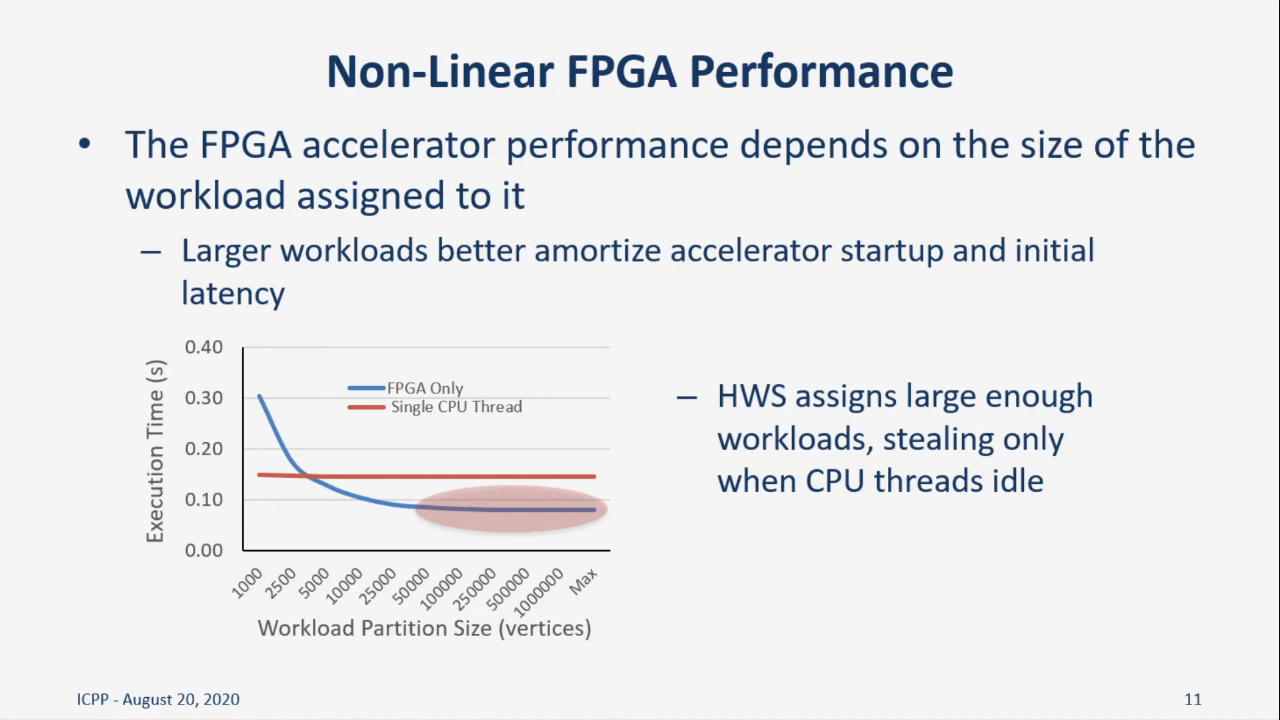 Non-Linear FPGA Performance
• The FPGA accelerator performance depends on the size of the
workload assigned to it
– Larger workloads better amortize accelerator startup and initial
latency
0.40
0.30
0.20
0.10
0.00
Execution Time (s)
FPGA Only
Single CPU Thread
1000
2500
5000
10000
25000
50000
100000
250000
500000
1000000
Max
Workload Partition Size (vertices)
– HWS assigns large enough
workloads, stealing only
when CPU threads idle
ICPP - August 20, 2020
11